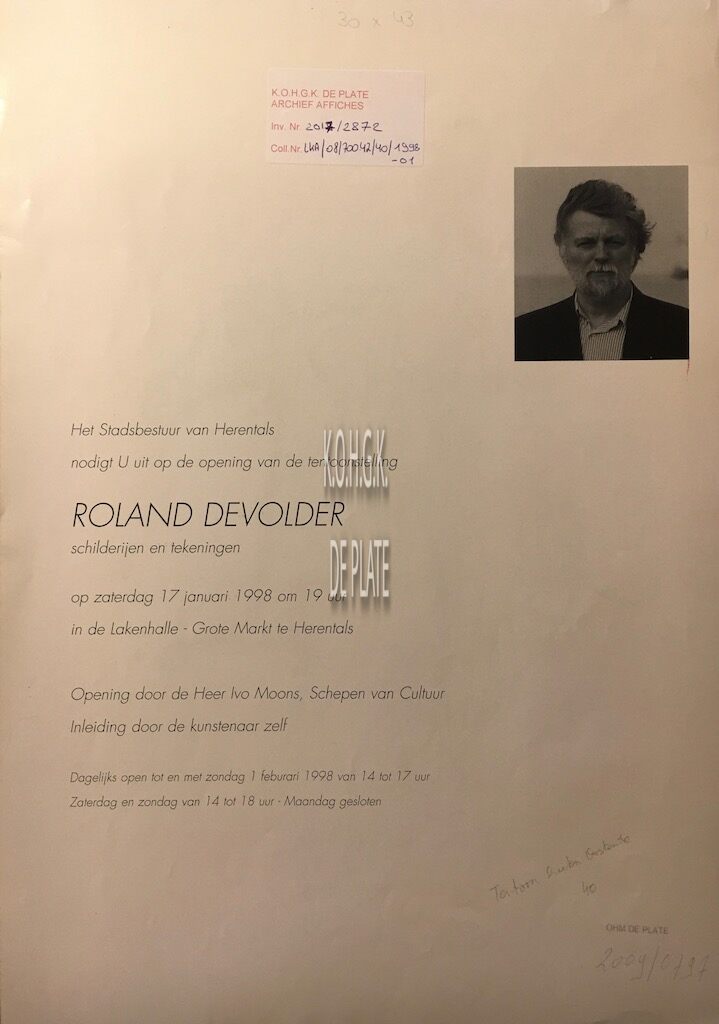 30 x 43
K.O.H.G.K. DE PLATE
ARCHIEF AFFICHES
Inv. Nr. 2017/2872
Coll.Nr. LKA/08/70042/40/1998
-01
Het Stadsbestuur van Herentals
nodigt U uit op de opening van de tentoonstelling
K.O.H.G.K.
ROLAND DEVOLDER
schilderijen en tekeningen
DE PLATE
op zaterdag 17 januari 1998 om 19 uur
in de Lakenhalle - Grote Markt te Herentals
Opening door de Heer Ivo Moons, Schepen van Cultuur
Inleiding door de kunstenaar zelf
Dagelijks open tot en met zondag 1 feburari 1998 van 14 tot 17 uur
Zaterdag en zondag van 14 tot 18 uur - Maandag gesloten
40
OHM DE PLATE
2009/0797